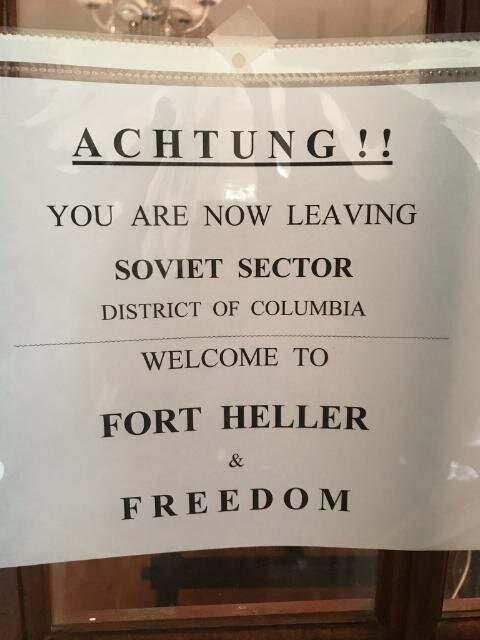 ACHTUNG!!
YOU ARE NOW LEAVING
SOVIET SECTOR
DISTRICT OF COLUMBIA
WELCOME TO
FORT HELLER
&
FREEDOM